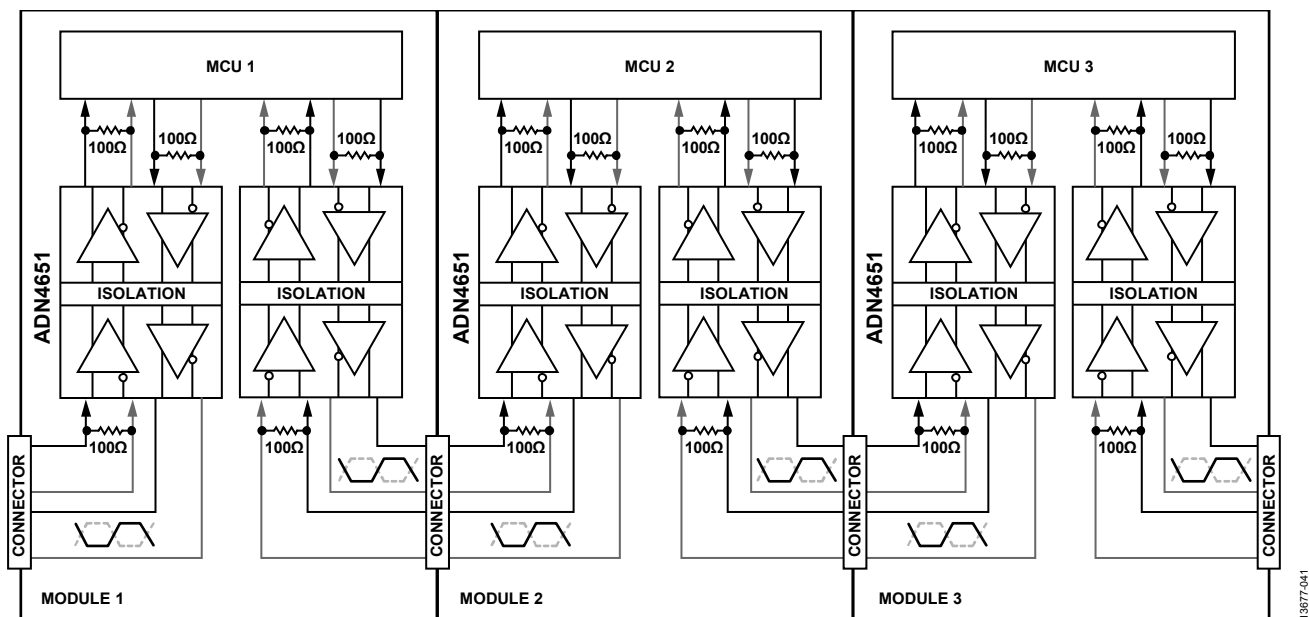 MCU 1
MCU 2
MCU 3
100Ω
100Ω
100Ω
100Ω
100Ω
100Ω
100Ω
100Ω
100Ω
100Ω
100Ω
100Ω
ADN4651
ISOLATION
ISOLATION
ADN4651
ISOLATION
ISOLATION
ADN4651
ISOLATION
ISOLATION
100Ω
100Ω
100Ω
100Ω
100Ω
100Ω
CONNECTOR
CONNECTOR
CONNECTOR
CONNECTOR
MODULE 1
MODULE 2
MODULE 3
13677-041